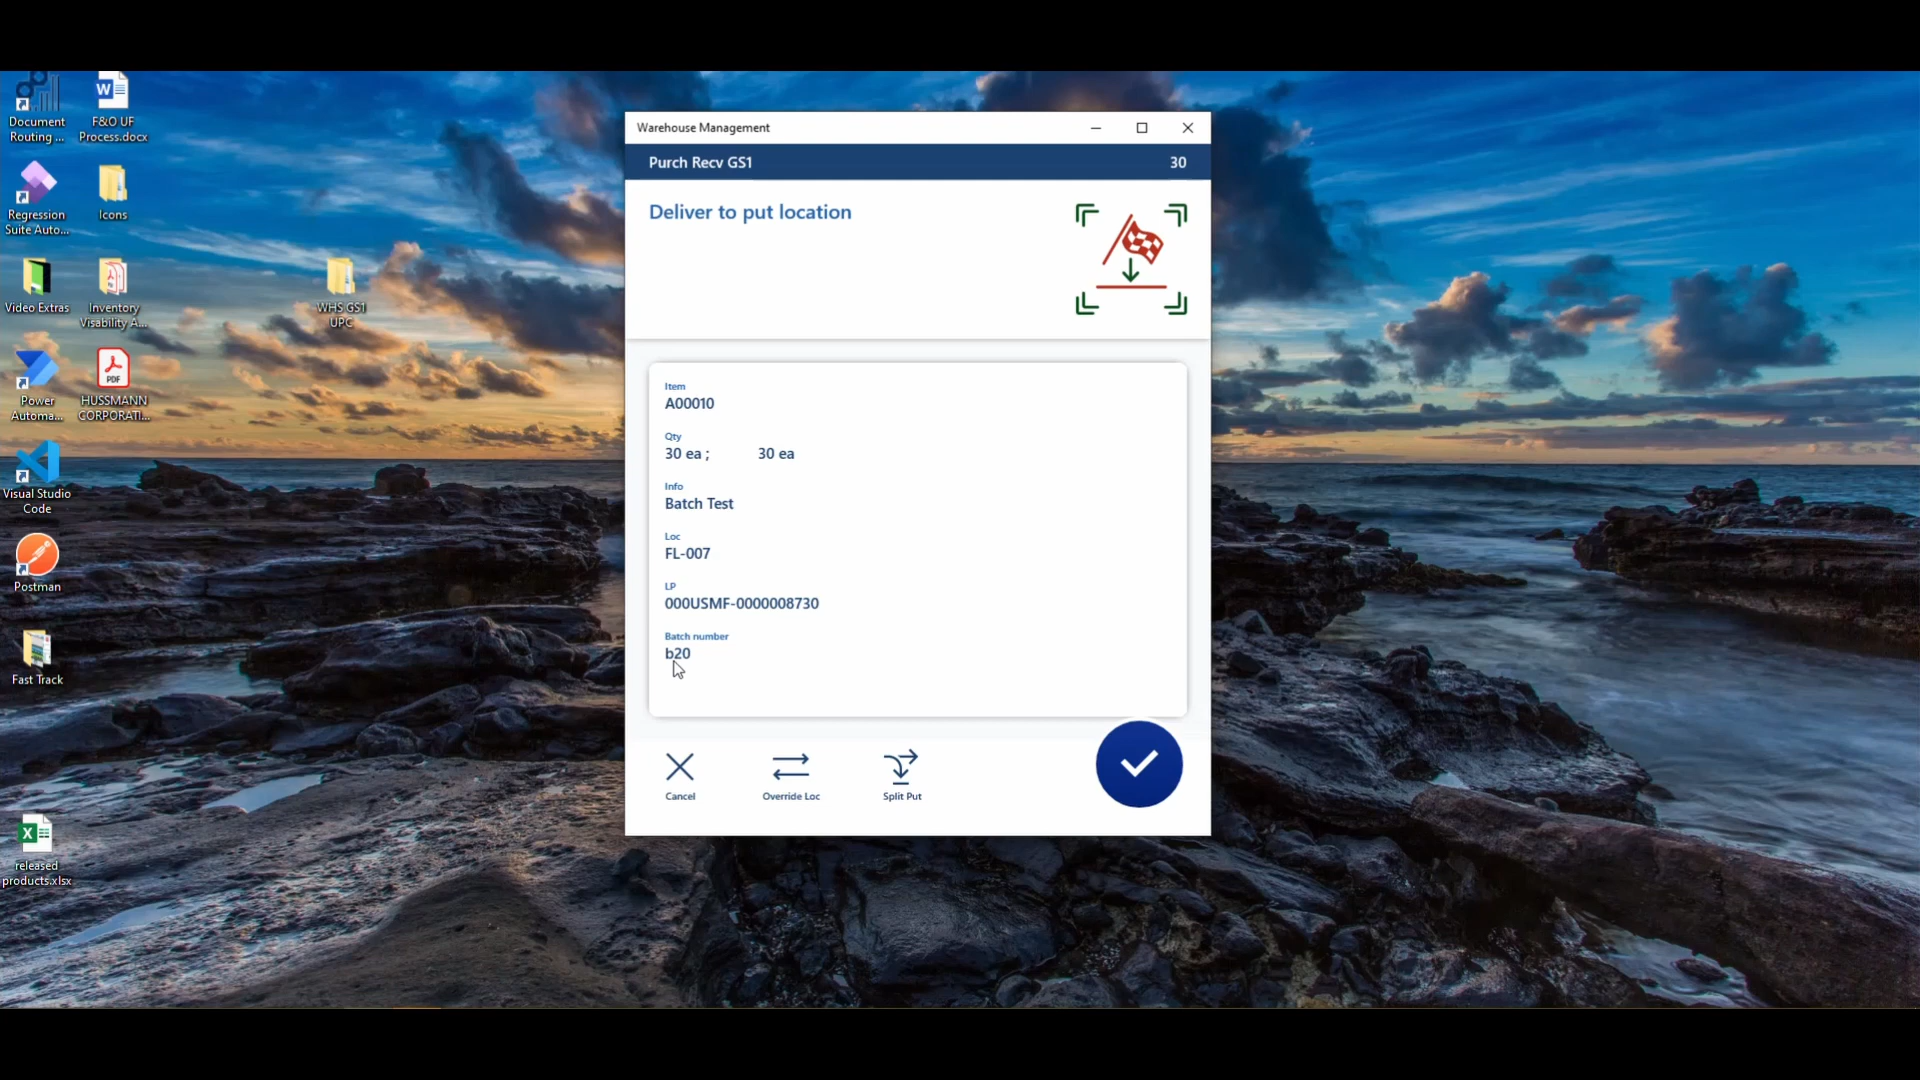 Document
Routing ...
F&O UF
Process.docx
Regression
Suite Auto...
Icons
Video Extras
Inventory
Visability A...
WHS GS1
UPC
Power
Automa...
PDF
HUSSMANN
CORPORATI...
Visual Studio
Code
Postman
Fast Track
released
products.xlsx
Warehouse Management
Purch Recv GS1
30
Deliver to put location
Item
A00010
Qty
30 ea ; 30 ea
Info
Batch Test
Loc
FL-007
LP
000USMF-0000008730
Batch number
b20
Cancel
Override Loc
Split Put